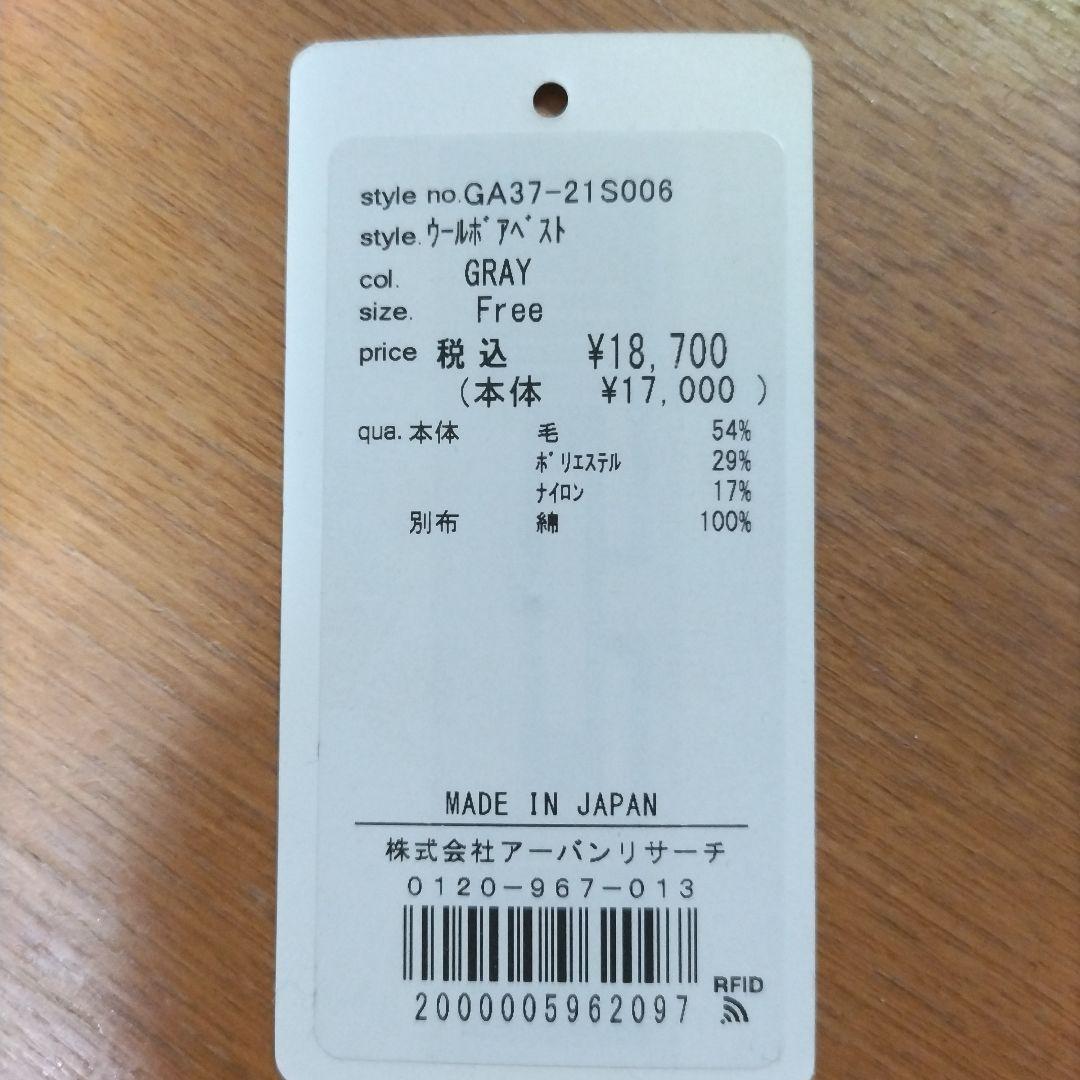 style no.GA37-21S006
style.ｳｰﾙﾎﾞｱﾍﾞｽﾄ
col. GRAY
size. Free
price 税込 ¥18,700
(本体 ¥17,000 )
qua. 本体 毛 54%
ﾎﾟﾘｴｽﾃﾙ 29%
ﾅｲﾛﾝ 17%
別布 綿 100%
MADE IN JAPAN
株式会社アーバンリサーチ
0120-967-013
RFID
2000005962097